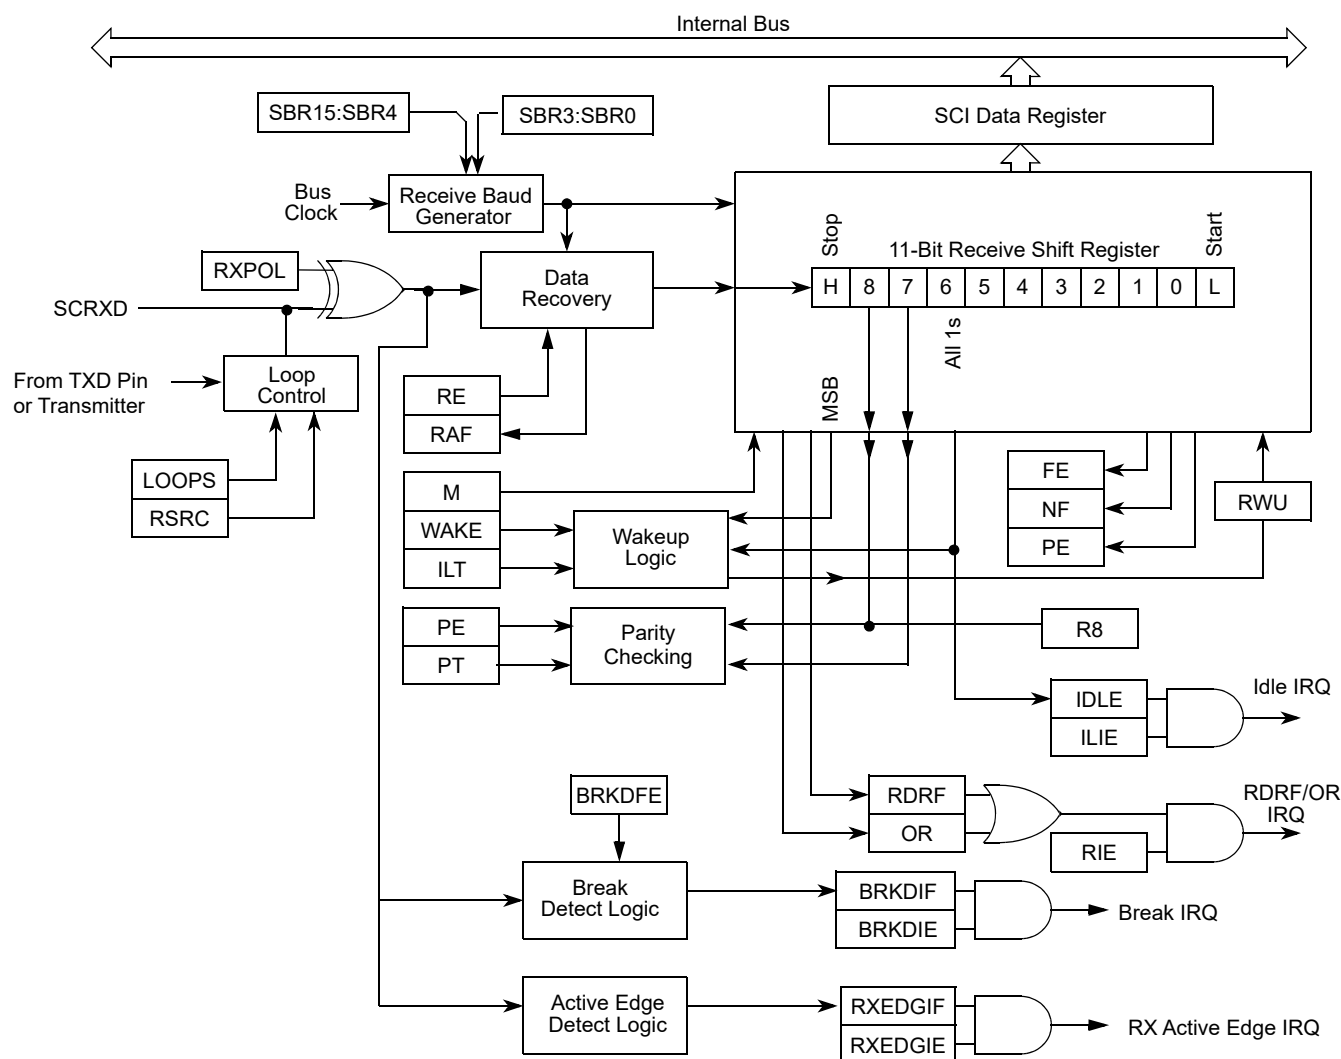 Internal Bus
SBR15:SBR4
SBR3:SBR0
SCI Data Register
Bus
Clock
Receive Baud
Generator
Stop
11-Bit Receive Shift Register
Start
RXPOL
Data
Recovery
H 8 7 6 5 4 3 2 1 0 L
SCRXD
All 1s
From TXD Pin
or Transmitter
Loop
Control
MSB
RE
RAF
LOOPS
RSRC
M
WAKE
ILT
Wakeup
Logic
FE
NF
PE
RWU
PE
PT
Parity
Checking
R8
IDLE
ILIE
Idle IRQ
BRKDFE
RDRF
OR
RIE
RDRF/OR
IRQ
Break
Detect Logic
BRKDIF
BRKDIE
Break IRQ
Active Edge
Detect Logic
RXEDGIF
RXEDGIE
RX Active Edge IRQ